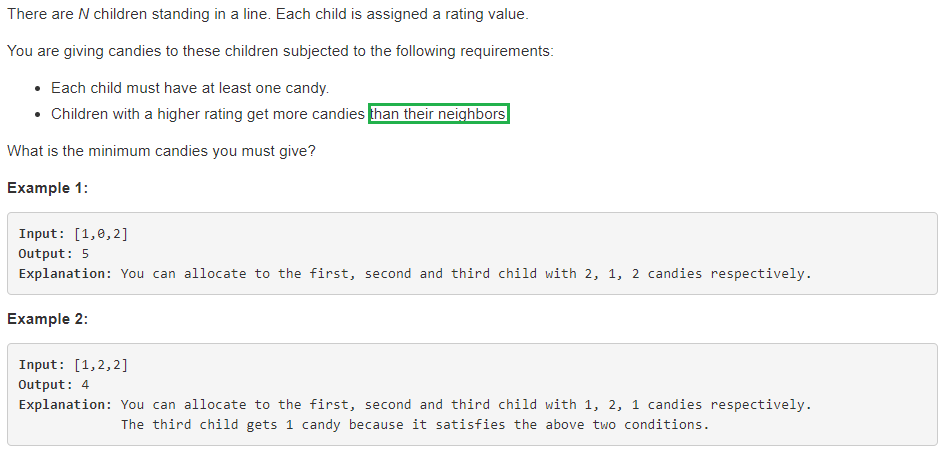 There are N children standing in a line. Each child is assigned a rating value.
You are giving candies to these children subjected to the following requirements:
• Each child must have at least one candy.
• Children with a higher rating get more candies than their neighbors
What is the minimum candies you must give?
Example 1:
Input: [1,0,2]
Output: 5
Explanation: You can allocate to the first, second and third child with 2, 1, 2 candies respectively.
Example 2:
Input: [1,2,2]
Output: 4
Explanation: You can allocate to the first, second and third child with 1, 2, 1 candies respectively.
The third child gets 1 candy because it satisfies the above two conditions.